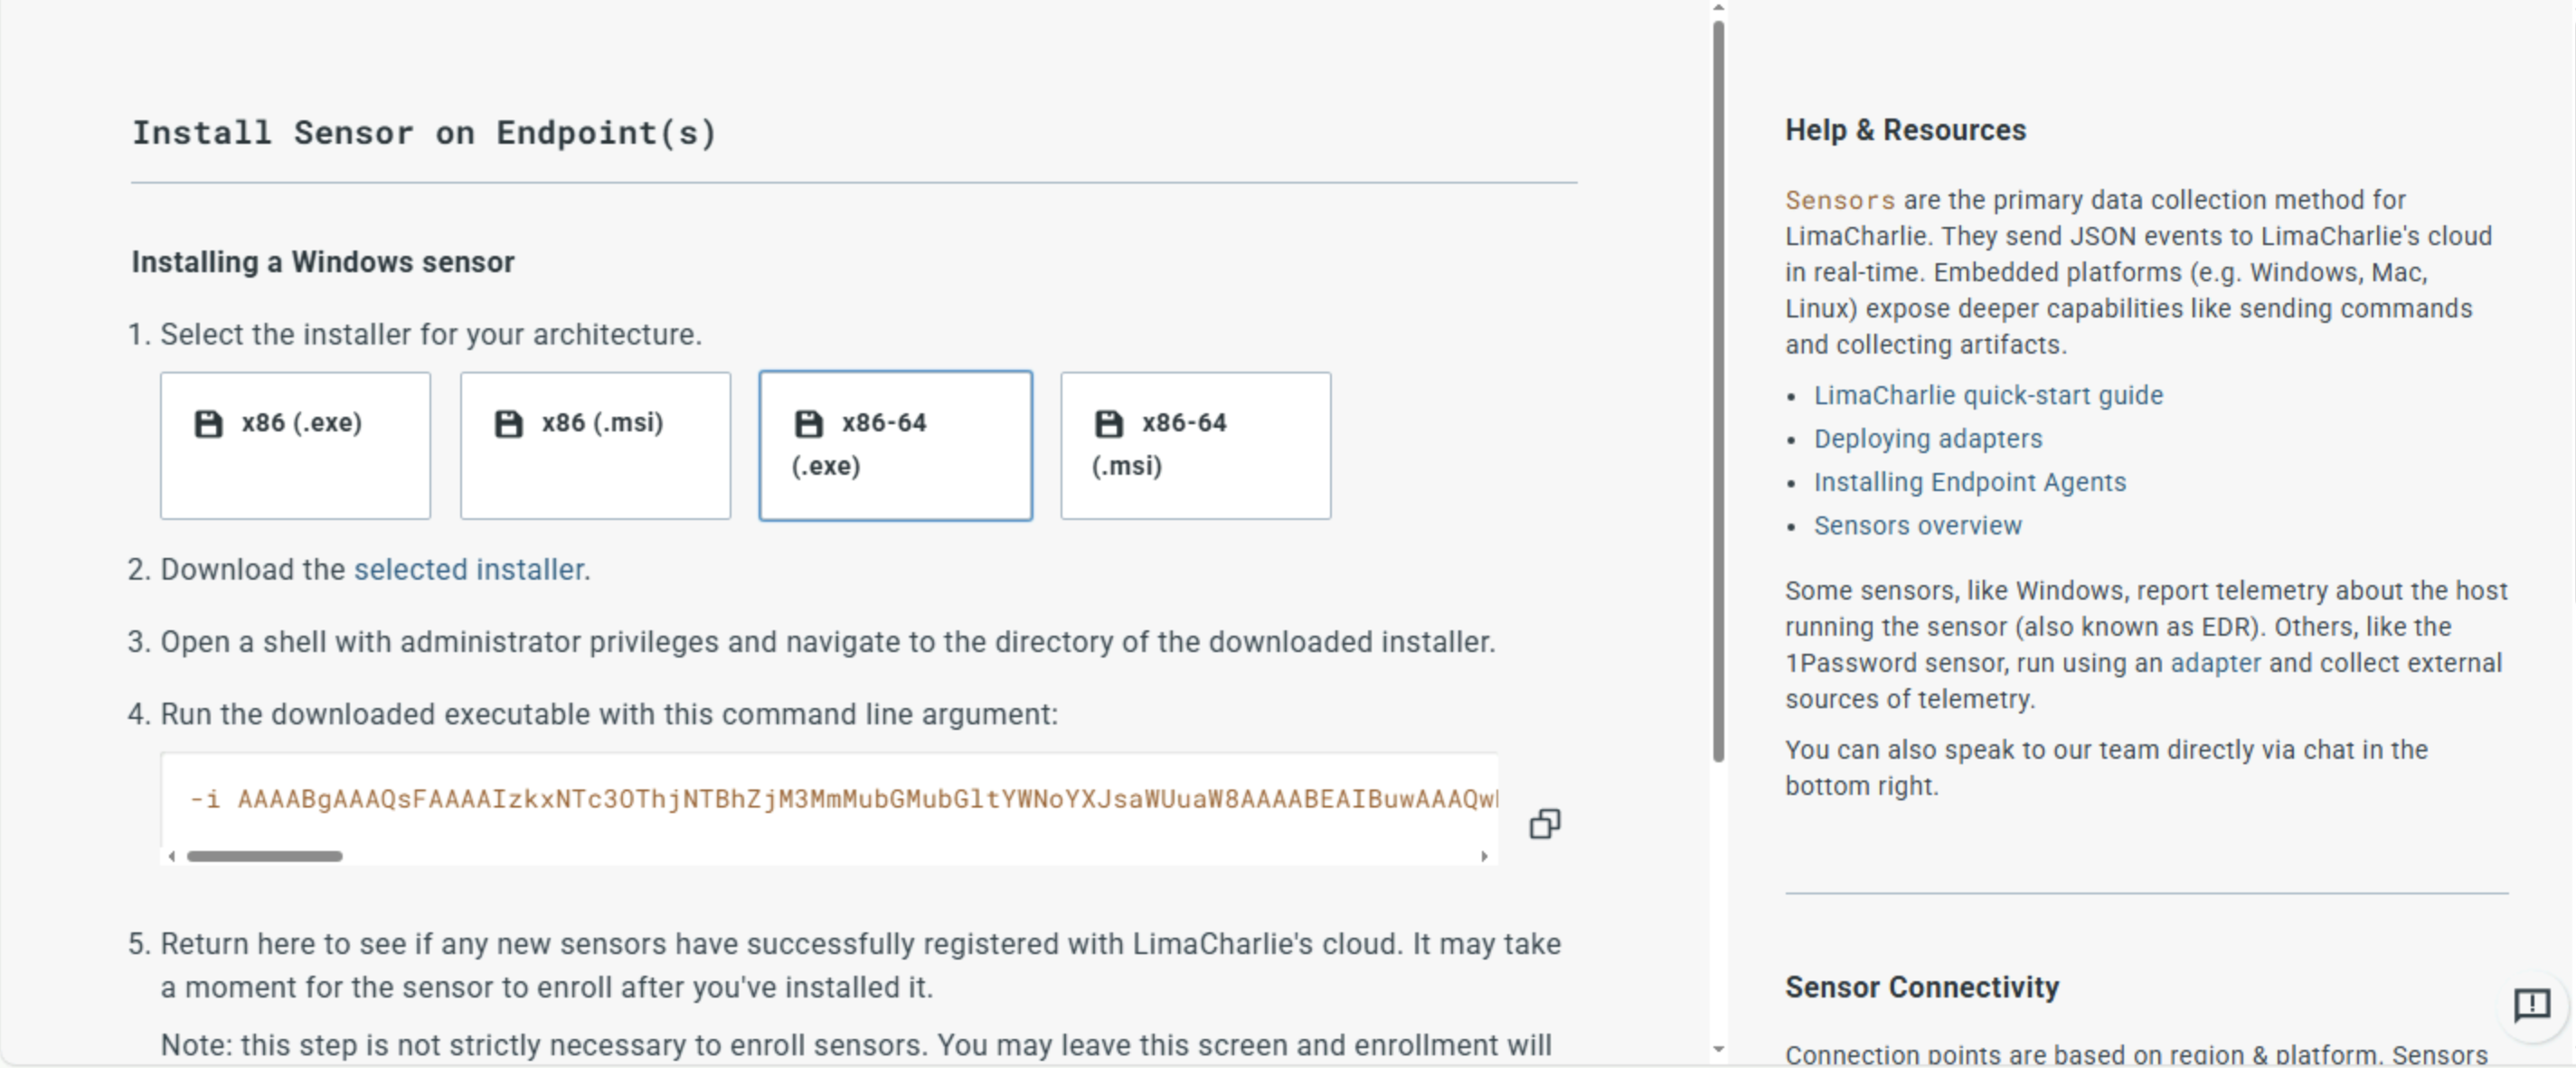 Install Sensor on Endpoint(s)
Installing a Windows sensor
1. Select the installer for your architecture.
x86 (.exe)
x86 (.msi)
x86-64
(.exe)
x86-64
(.msi)
2. Download the selected installer.
3. Open a shell with administrator privileges and navigate to the directory of the downloaded installer.
4. Run the downloaded executable with this command line argument:
-i AAAABgAAAQsFAAAAIzkxNTc3OThjNTBhZjM3MmMubGMubGltYWNoYXJsaWUuaW8AAAABEAIBuwAAAQw
5. Return here to see if any new sensors have successfully registered with LimaCharlie's cloud. It may take
a moment for the sensor to enroll after you've installed it.
Note: this step is not strictly necessary to enroll sensors. You may leave this screen and enrollment will
Help & Resources
Sensors are the primary data collection method for
LimaCharlie. They send JSON events to LimaCharlie's cloud
in real-time. Embedded platforms (e.g. Windows, Mac,
Linux) expose deeper capabilities like sending commands
and collecting artifacts.
• LimaCharlie quick-start guide
• Deploying adapters
• Installing Endpoint Agents
• Sensors overview
Some sensors, like Windows, report telemetry about the host
running the sensor (also known as EDR). Others, like the
1Password sensor, run using an adapter and collect external
sources of telemetry.
You can also speak to our team directly via chat in the
bottom right.
Sensor Connectivity
Connection points are based on region & platform. Sensors